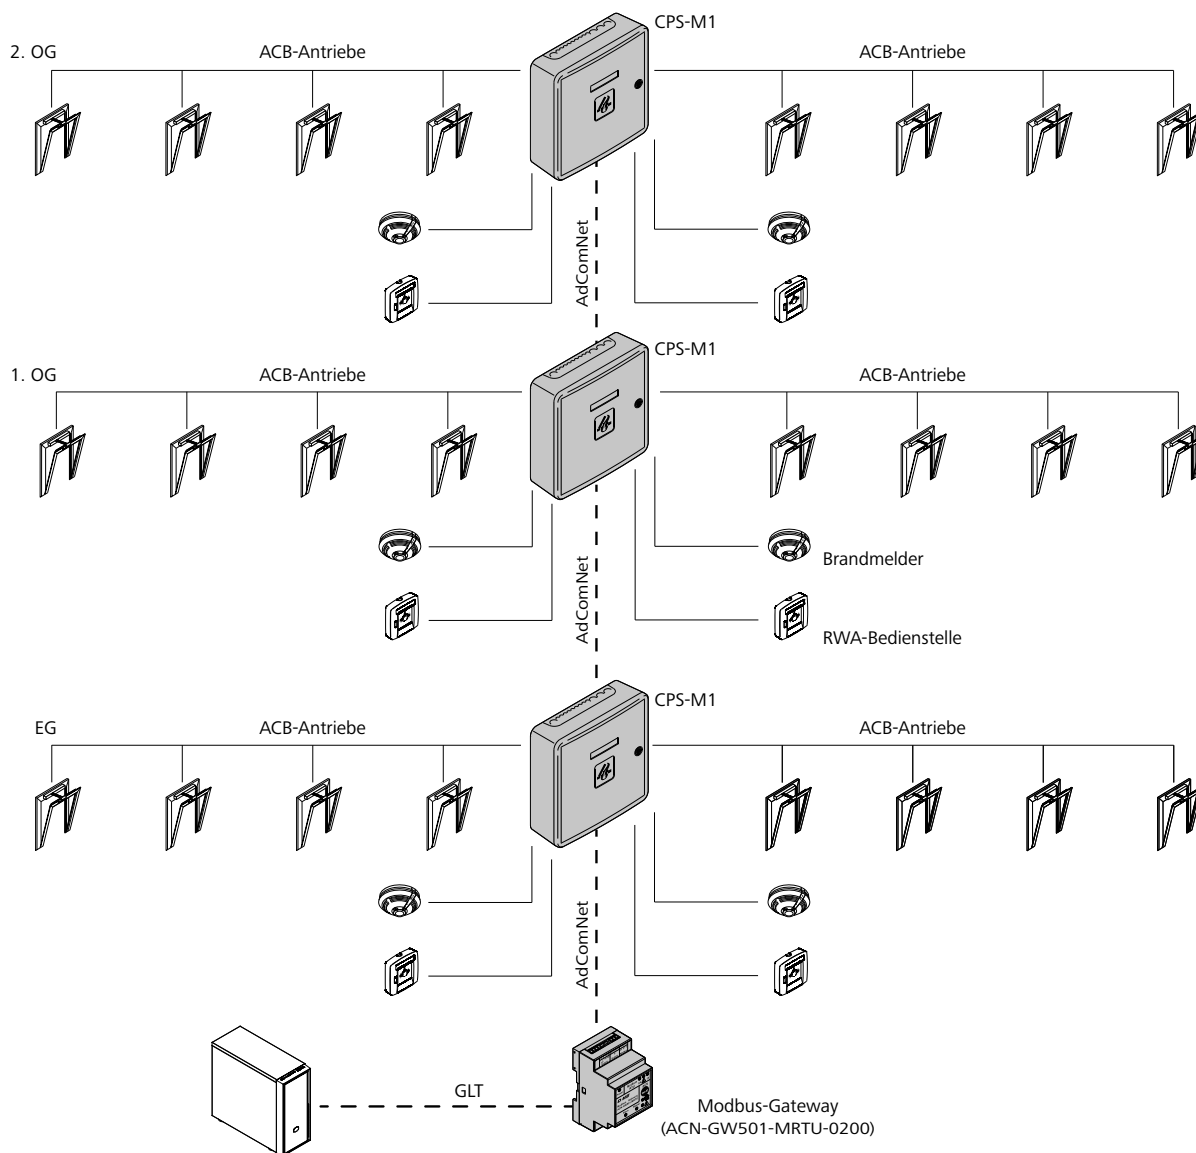 CPS-M1
2. OG
ACB-Antriebe
ACB-Antriebe
AdComNet
CPS-M1
1. OG
ACB-Antriebe
ACB-Antriebe
AdComNet
Brandmelder
RWA-Bedienstelle
CPS-M1
EG
ACB-Antriebe
ACB-Antriebe
AdComNet
GLT
Modbus-Gateway
(ACN-GW501-MRTU-0200)